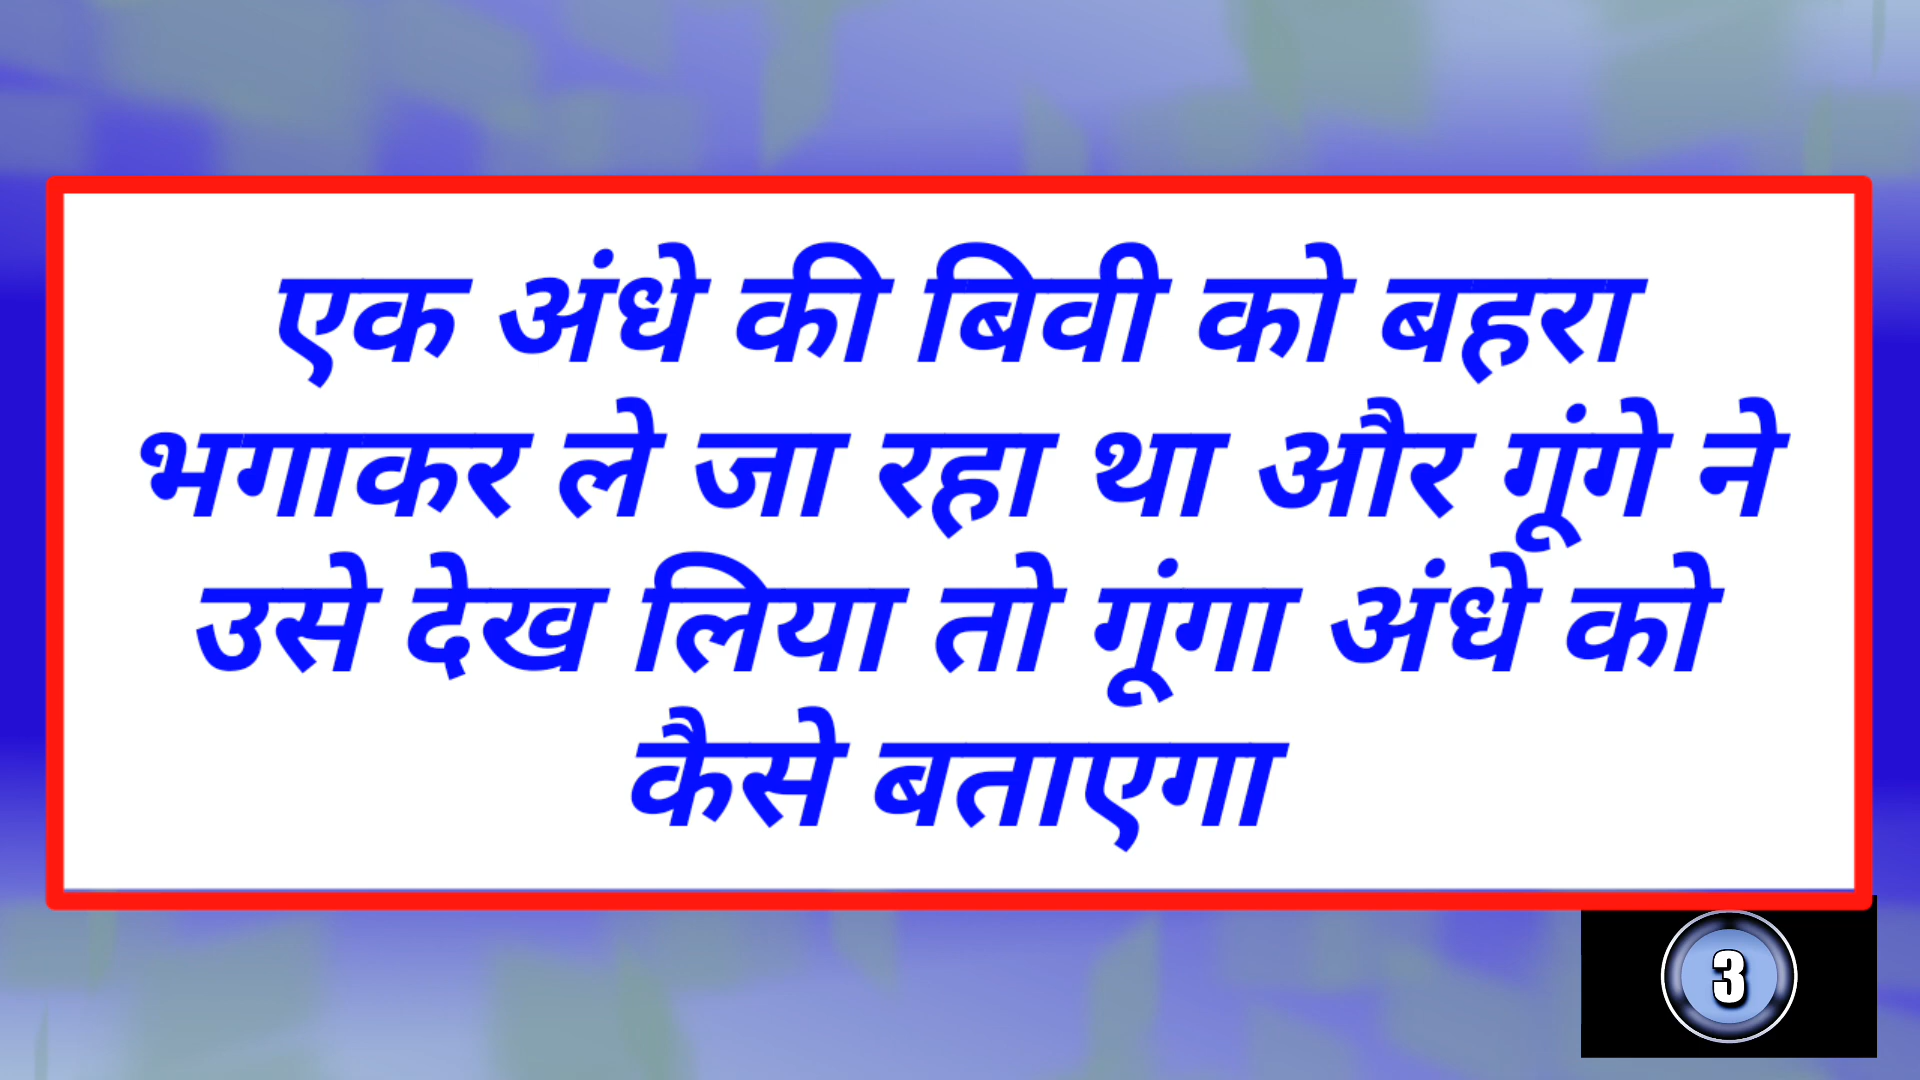 एक अंधे की बिवी को बहरा
भगाकर ले जा रहा था और गूंगे ने
उसे देख लिया तो गूंगा अंधे को
कैसे बताएगा
3